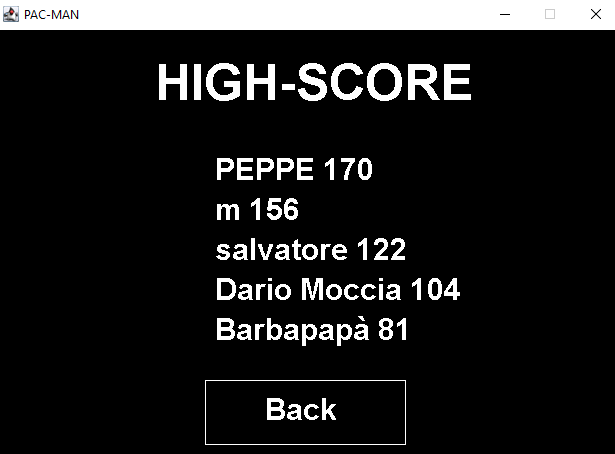 PAC-MAN
HIGH-SCORE
PEPPE 170
m 156
salvatore 122
Dario Moccia 104
Barbapapà 81
Back